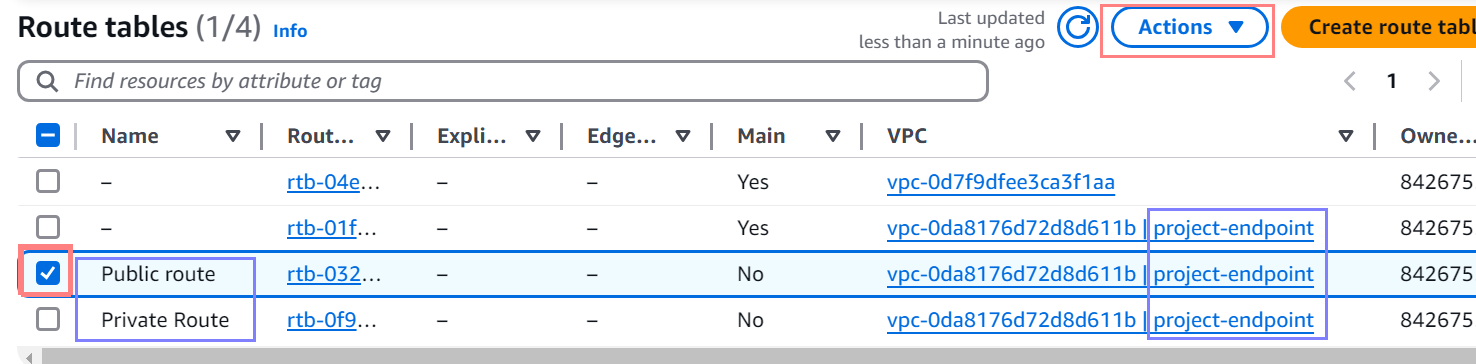 Route tables (1/4) Info
Last updated
less than a minute ago
Actions
Create route tabl
Find resources by attribute or tag
1
Name Rout... Expli... Edge... Main VPC Owne...
– rtb-04e... – – Yes vpc-0d7f9dfee3ca3f1aa 842675
– rtb-01f... – – Yes vpc-0da8176d72d8d611b | project-endpoint 842675
Public route rtb-032... – – No vpc-0da8176d72d8d611b | project-endpoint 842675
Private Route rtb-0f9... – – No vpc-0da8176d72d8d611b | project-endpoint 842675